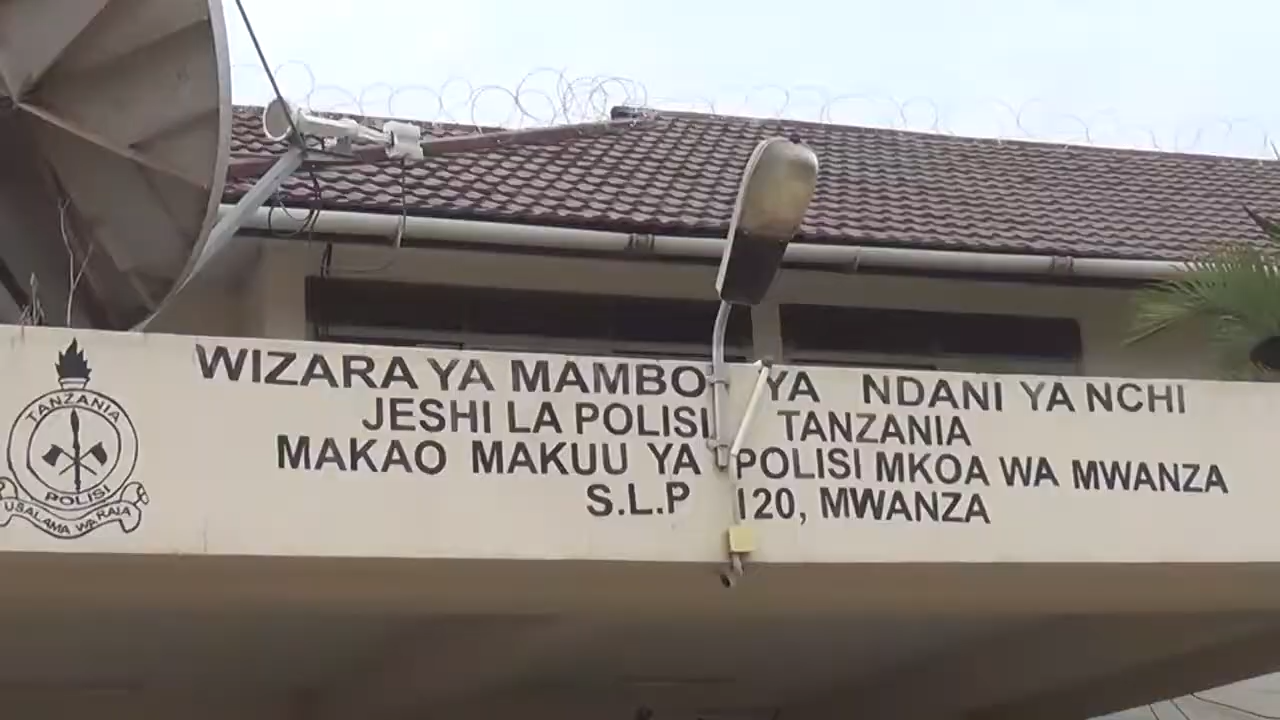 WIZARA YA MAMBO YA NDANI YA NCHI
JESHI LA POLISI TANZANIA
MAKAO MAKUU YA POLISI MKOA WA MWANZA
S.L.P 120, MWANZA
TANZANIA
POLISI
USALAMA WA RAIA